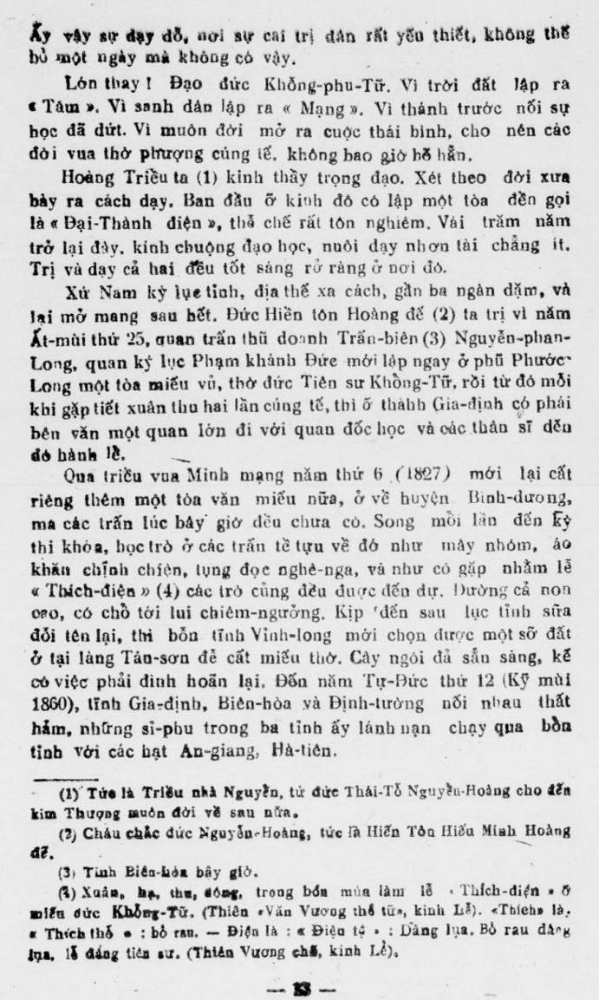 Ấy vậy sự dạy dỗ, nơi sự cai trị dân rất yếu thiết, không thể
bỏ một ngày mà không có vậy.
Lớn thay ! Đạo đức Khổng-phu-Tử. Vì trời đất lập ra
« Tâm ». Vì sanh dân lập ra « Mạng ». Vì thánh trước nối sự
học đã dứt. Vì muôn đời mở ra cuộc thái bình, cho nên các
đời vua thờ phượng cúng tế, không bao giờ bê hẳn.
Hoàng Triều ta (1) kinh thầy trọng đạo. Xét theo đời xưa
bày ra cách dạy. Ban đầu ở kinh đô có lập một tòa đền gọi
là « Đại-Thành điện », thể chế rất tôn nghiêm. Vài trăm năm
trở lại đây, kính chuộng đạo học, nuôi dạy nhơn tài chẳng ít.
Trị và dạy cả hai đều tốt sáng rở ràng ở nơi đó.
Xứ Nam kỳ lục tỉnh, địa thế xa cách, gần ba ngàn dặm, và
lại mở mang sau hết. Đức Hiền tôn Hoàng đế (2) ta trị vì năm
Ất-mùi thứ 25, quan trấn thũ doanh Trấn-biên (3) Nguyễn-phan-
Long, quan ký lục Phạm khánh Đức mới lập ngay ở phũ Phước-
Long một tòa miếu vũ, thờ đức Tiên sư Khổng-Tử, rồi từ đó mỗi
khi gặp tiết xuân thu hai lần cúng tế, thì ở thành Gia-định có phái
bên văn một quan lớn đi với quan đốc học và các thân sĩ đến
đó hành lễ.
Qua triều vua Minh mạng năm thứ 6 (1827) mới lại cất
riêng thêm một tòa văn miếu nữa, ở về huyện Bình-dương,
mà các trấn lúc bây giờ đều chưa có. Song mỗi lần đến kỳ
thi khóa, học trò ở các trấn tề tựu về đó như mây nhóm, áo
khăn chỉnh chiện, tụng đọc nghê-nga, và như có gặp nhằm lễ
« Thích-điện » (4) các trò cũng đều được đến dự. Đường cả non
cao, có chỗ tới lui chiêm-ngưởng. Kịp đến sau lục tỉnh sữa
đổi tên lại, thì bổn tỉnh Vĩnh-long mới chọn được một sỡ đất
ở tại làng Tân-sơn đề cất miếu thờ. Cây ngói đã sẵn sàng, kế
có việc phải đình hoãn lại. Đến năm Tự-Đức thứ 12 (Kỹ mùi
1860), tĩnh Gia-định, Biên-hòa và Định-tường nối nhau thất
hảm, những sĩ-phu trong ba tỉnh ấy lánh nạn chạy qua bổn
tỉnh với các hạt An-giang, Hà-tiên.
(1) Tức là Triều nhà Nguyễn, từ đức Thái-Tổ Nguyễn-Hoàng cho đến
kim Thượng muôn đời về sau nữa.
(2) Cháu chắc đức Nguyễn-Hoàng, tức là Hiến Tôn Hiếu Minh Hoàng
đế.
(3) Tỉnh Biên-hòa bây giờ.
(4) Xuân, hạ, thu, đông, trong bốn mùa làm lễ « Thích-điện » ở
miếu đức Khổng-Tử. (Thiên «Văn Vương thế tử», kinh Lễ). «Thích» là,
« Thích thố » : bỏ rau. — Điện là : « Điện tệ » : Dâng lụa. Bỏ rau dâng
lụa, lễ đấng tiên sư. (Thiên Vương chế, kinh Lễ).